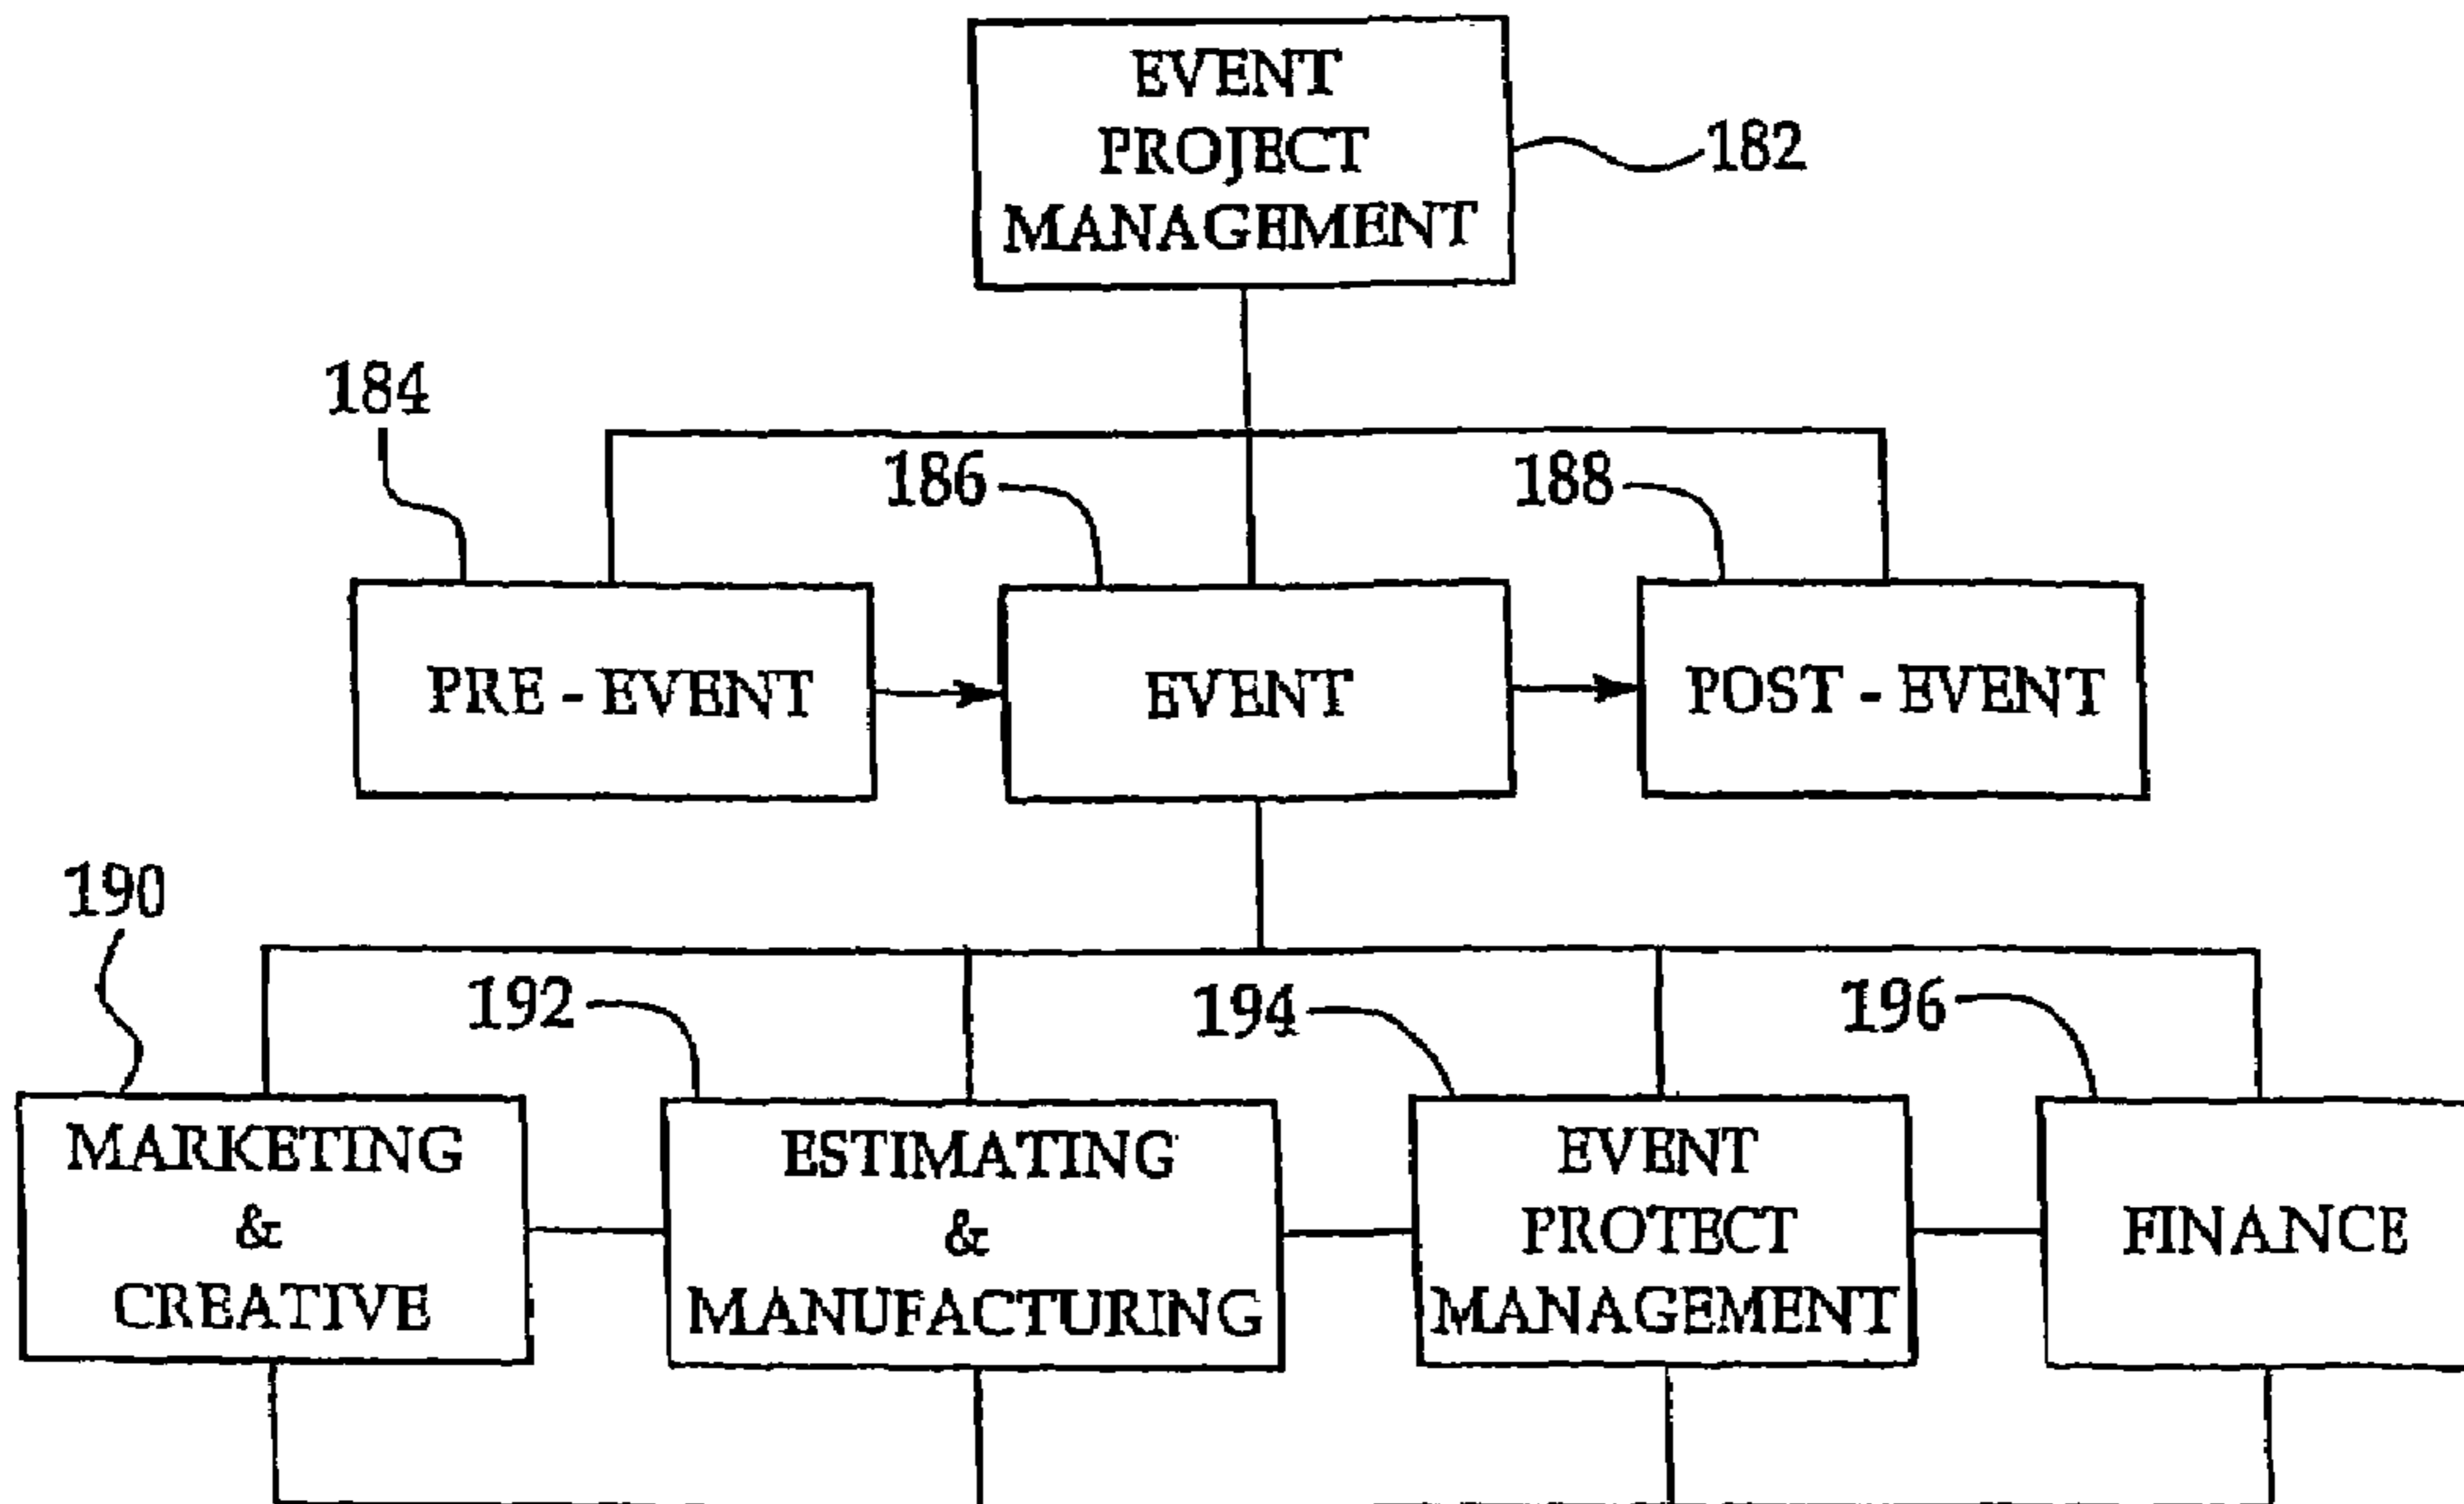 EVENT
PROJECT
MANAGEMENT
182
184
186
188
PRE - EVENT
EVENT
POST - EVENT
190
192
194
196
MARKETING
&
CREATIVE
ESTIMATING
&
MANUFACTURING
EVENT
PROTECT
MANAGEMENT
FINANCE